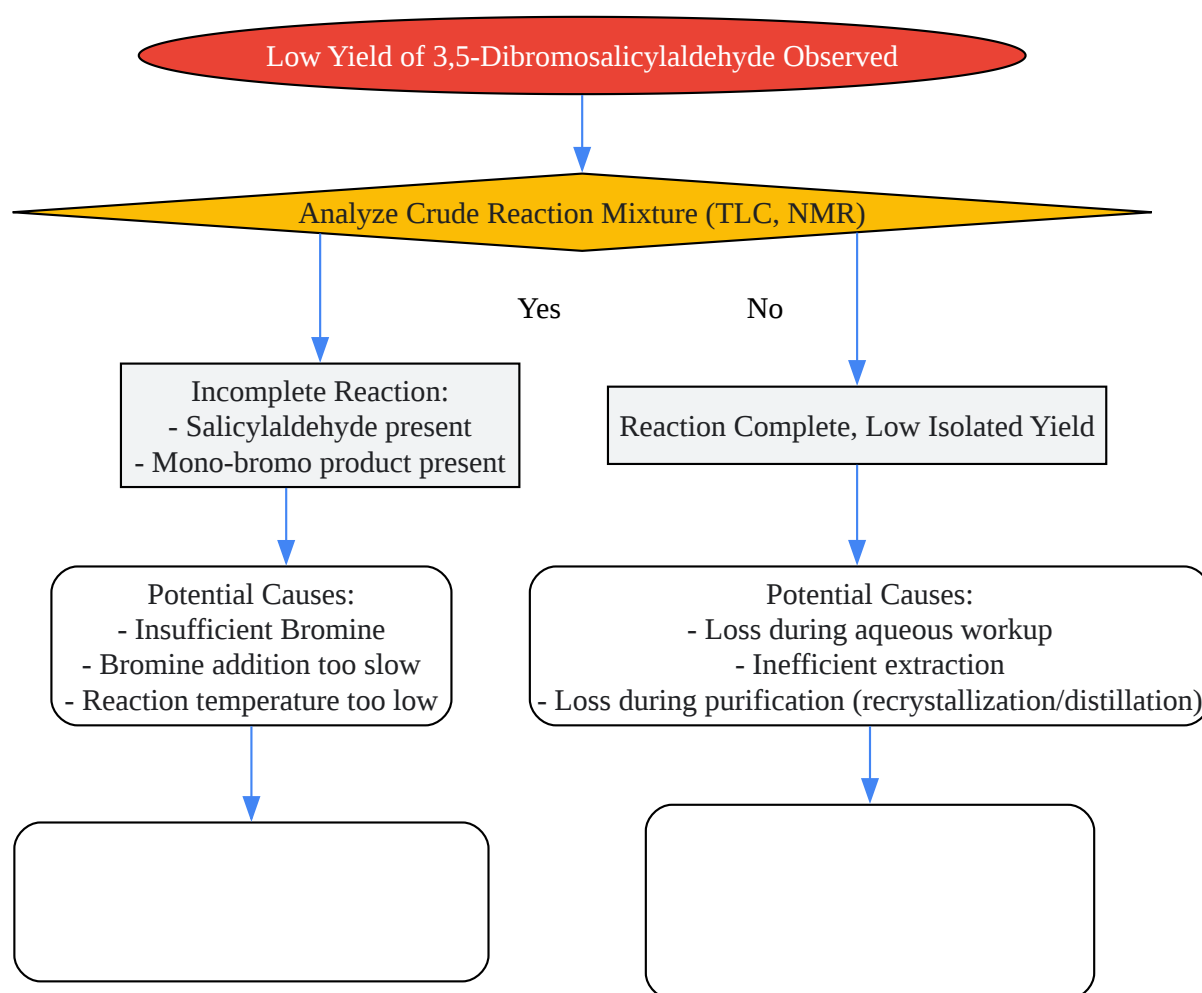 Low Yield of 3,5-Dibromosalicylaldehyde Observed
Analyze Crude Reaction Mixture (TLC, NMR)
Yes
No
Incomplete Reaction:
- Salicylaldehyde present
- Mono-bromo product present
Reaction Complete, Low Isolated Yield
Potential Causes:
- Insufficient Bromine
- Bromine addition too slow
- Reaction temperature too low
Potential Causes:
- Loss during aqueous workup
- Inefficient extraction
- Loss during purification (recrystallization/distillation)